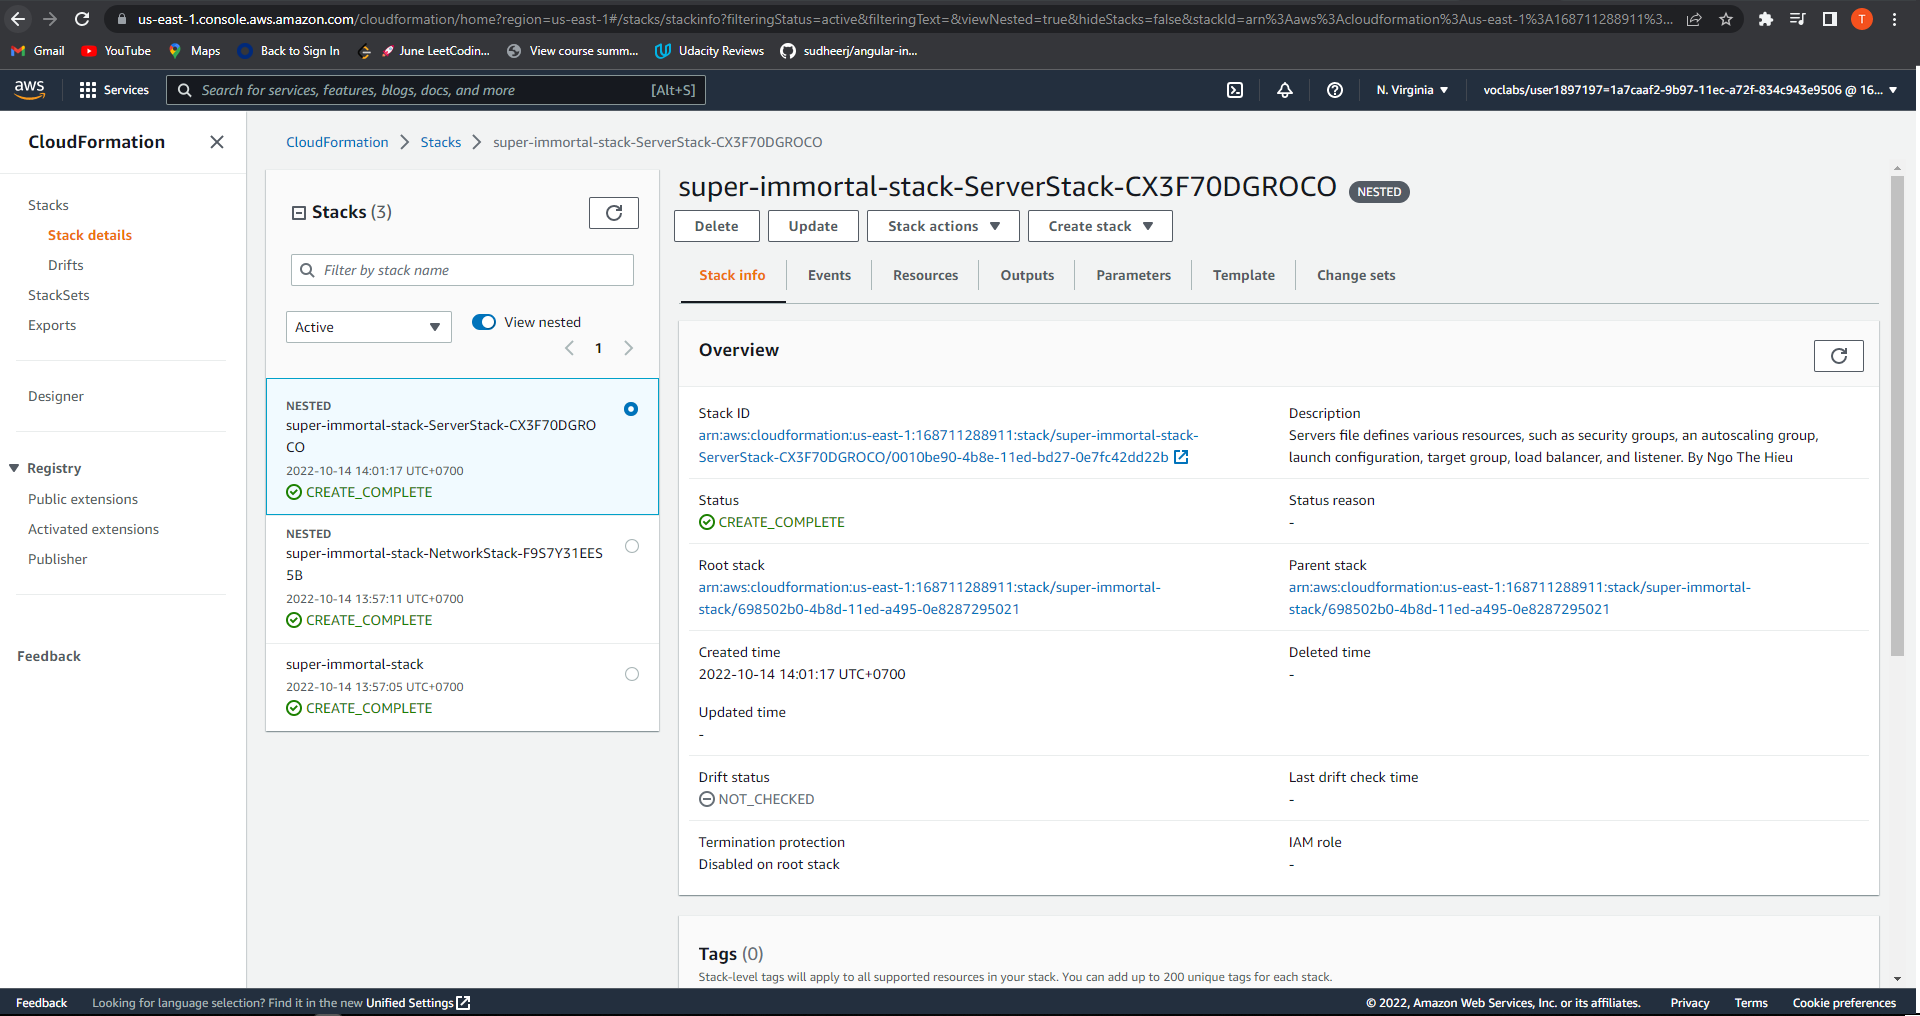 us-east-1.console.aws.amazon.com/cloudformation/home?region=us-east-1#/stacks/stackinfo?filteringStatus=active&filteringText=&viewNested=true&hideStacks=false&stackId=arn%3Aaws%3Acloudformation%3Aus-east-1%3A168711288911%3...
T
Gmail YouTube Maps Back to Sign In June LeetCodin... View course summ... Udacity Reviews sudheerj/angular-in...
aws Services Search for services, features, blogs, docs, and more [Alt+S] N. Virginia voclabs/user1897197=1a7caaf2-9b97-11ec-a72f-834c943e9506 @ 16...
CloudFormation
Stacks
Stack details
Drifts
StackSets
Exports
Designer
Registry
Public extensions
Activated extensions
Publisher
Feedback
CloudFormation Stacks super-immortal-stack-ServerStack-CX3F70DGROCO
Stacks (3)
Filter by stack name
Active View nested
1
NESTED
super-immortal-stack-ServerStack-CX3F70DGRO
CO
2022-10-14 14:01:17 UTC+0700
CREATE_COMPLETE
NESTED
super-immortal-stack-NetworkStack-F9S7Y31EES
5B
2022-10-14 13:57:11 UTC+0700
CREATE_COMPLETE
super-immortal-stack
2022-10-14 13:57:05 UTC+0700
CREATE_COMPLETE
super-immortal-stack-ServerStack-CX3F70DGROCO NESTED
Delete Update Stack actions Create stack
Stack info Events Resources Outputs Parameters Template Change sets
Overview
Stack ID
arn:aws:cloudformation:us-east-1:168711288911:stack/super-immortal-stack-
ServerStack-CX3F70DGROCO/0010be90-4b8e-11ed-bd27-0e7fc42dd22b
Description
Servers file defines various resources, such as security groups, an autoscaling group,
launch configuration, target group, load balancer, and listener. By Ngo The Hieu
Status
CREATE_COMPLETE
Status reason
-
Root stack
arn:aws:cloudformation:us-east-1:168711288911:stack/super-immortal-
stack/698502b0-4b8d-11ed-a495-0e8287295021
Parent stack
arn:aws:cloudformation:us-east-1:168711288911:stack/super-immortal-
stack/698502b0-4b8d-11ed-a495-0e8287295021
Created time
2022-10-14 14:01:17 UTC+0700
Deleted time
-
Updated time
-
Drift status
NOT_CHECKED
Last drift check time
-
Termination protection
Disabled on root stack
IAM role
-
Tags (0)
Stack-level tags will apply to all supported resources in your stack. You can add up to 200 unique tags for each stack.
Feedback Looking for language selection? Find it in the new Unified Settings © 2022, Amazon Web Services, Inc. or its affiliates. Privacy Terms Cookie preferences